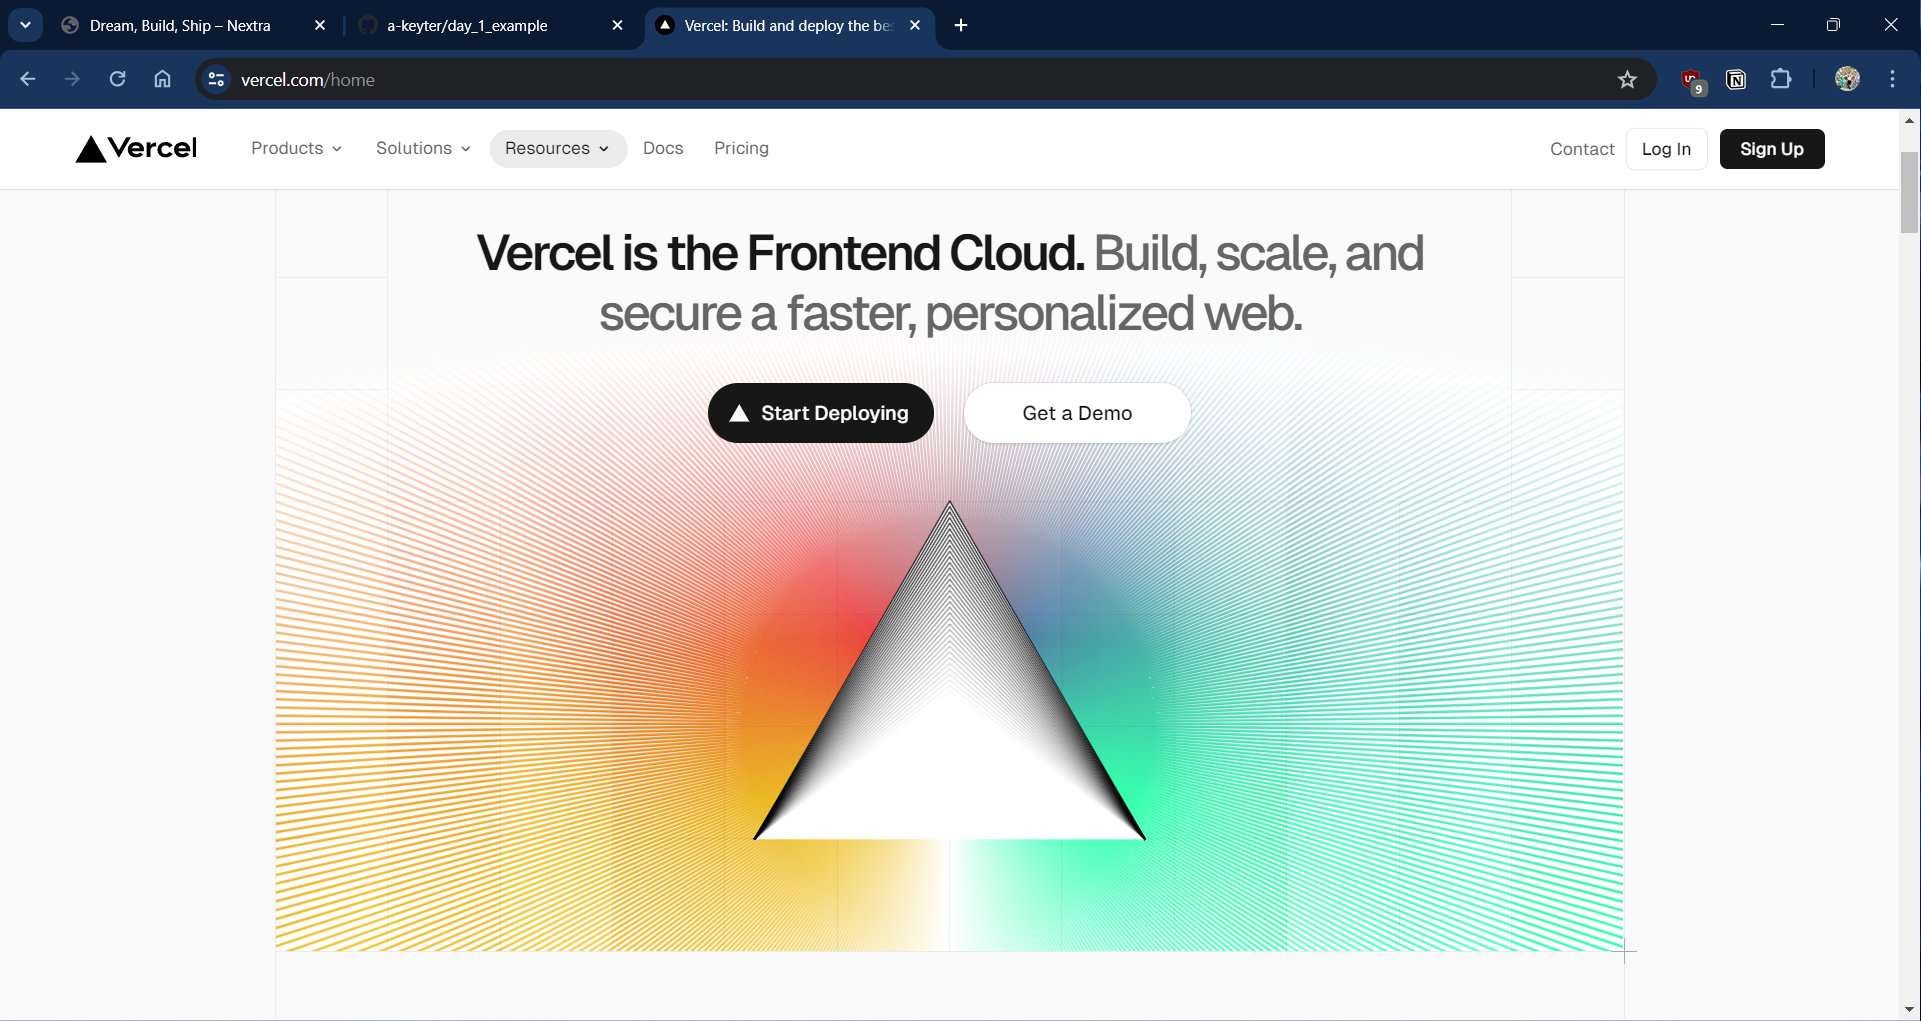 Dream, Build, Ship – Nextra
a-keyter/day_1_example
Vercel: Build and deploy the be
vercel.com/home
9
Vercel
Products
Solutions
Resources
Docs
Pricing
Contact
Log In
Sign Up
Vercel is the Frontend Cloud. Build, scale, and
secure a faster, personalized web.
Start Deploying
Get a Demo